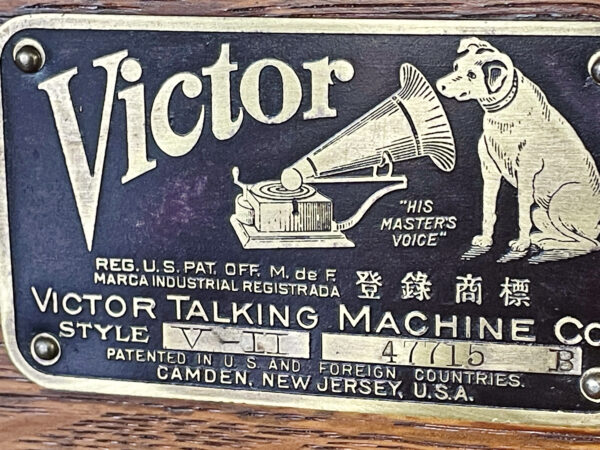 Victor
"HIS
MASTER'S
VOICE"
REG. U.S. PAT. OFF. M. de F.
MARCA INDUSTRIAL REGISTRADA 登錄商標
VICTOR TALKING MACHINE Co
STYLE V-II 47715 B
PATENTED IN U.S. AND FOREIGN COUNTRIES.
CAMDEN, NEW JERSEY, U.S.A.